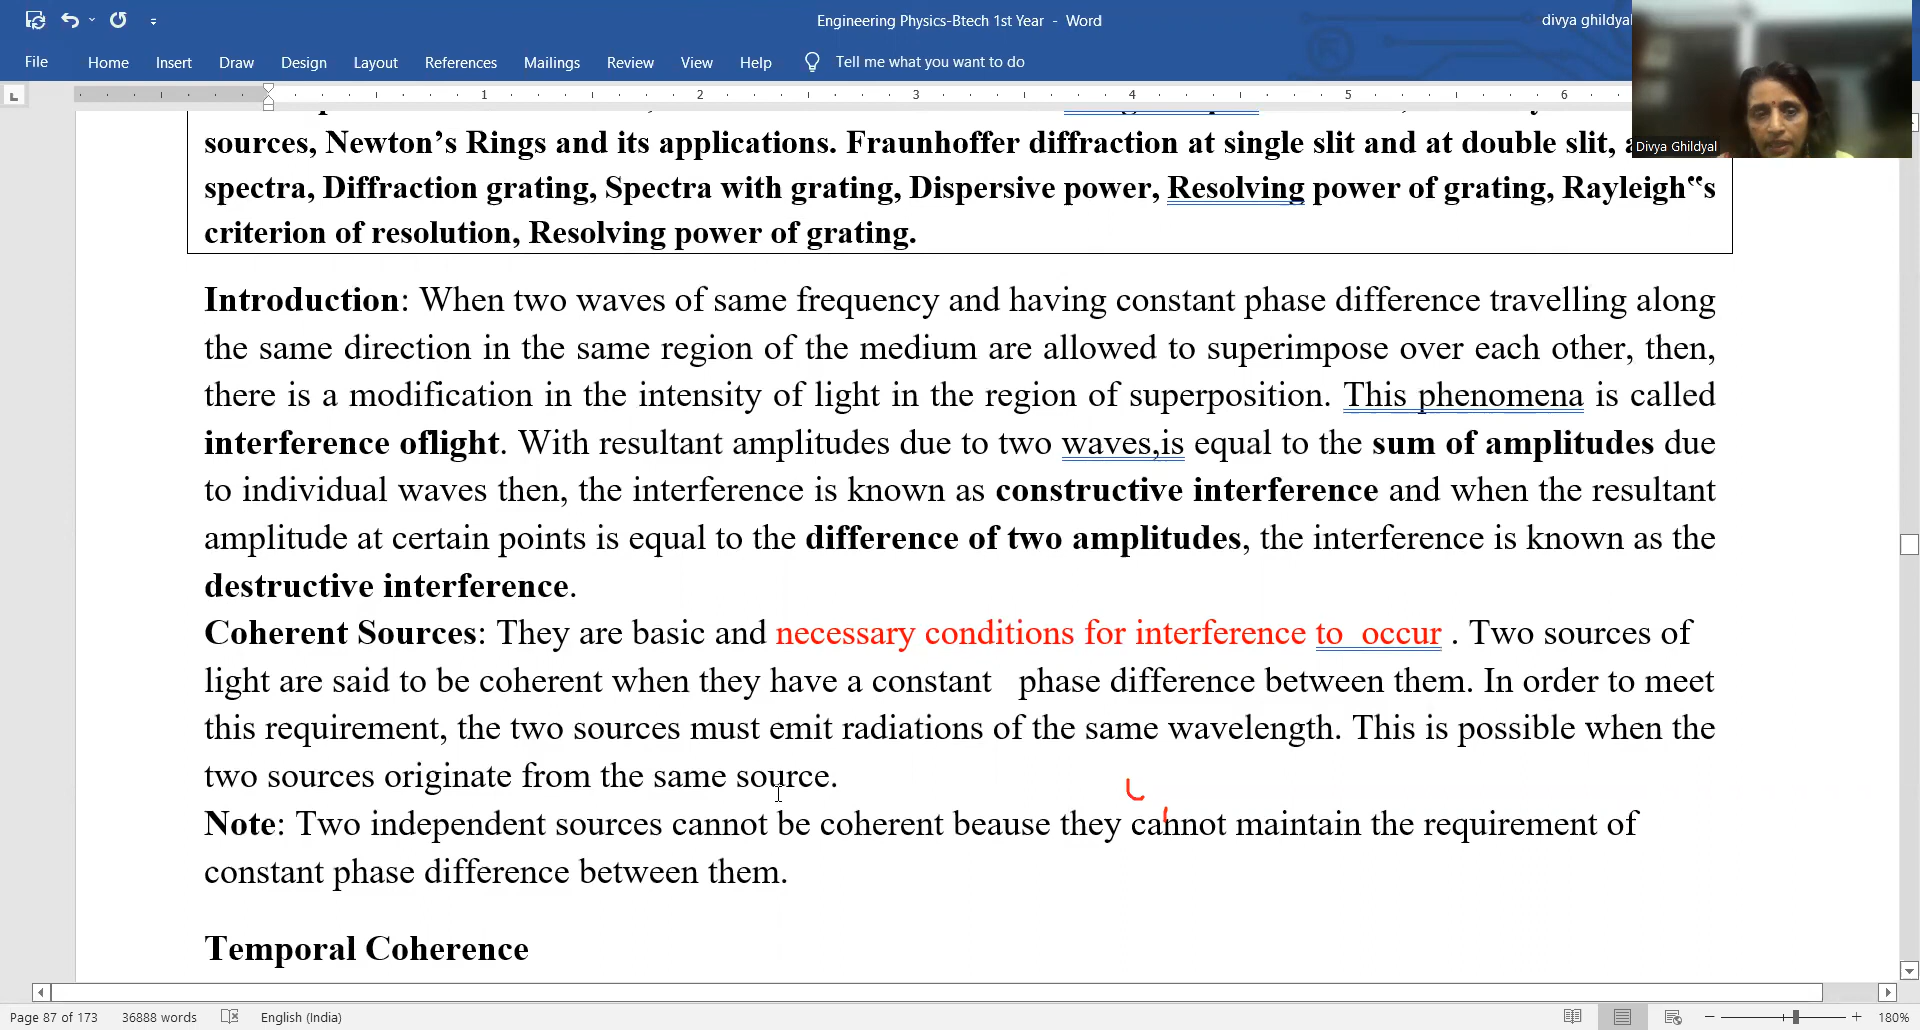 Engineering Physics-Btech 1st Year - Word
divya ghildyal
File Home Insert Draw Design Layout References Mailings Review View Help Tell me what you want to do
1 2 3 4 5 6
Divya Ghildyal
sources, Newton’s Rings and its applications. Fraunhoffer diffraction at single slit and at double slit,
spectra, Diffraction grating, Spectra with grating, Dispersive power, Resolving power of grating, Rayleigh‟s
criterion of resolution, Resolving power of grating.
Introduction: When two waves of same frequency and having constant phase difference travelling along
the same direction in the same region of the medium are allowed to superimpose over each other, then,
there is a modification in the intensity of light in the region of superposition. This phenomena is called
interference oflight. With resultant amplitudes due to two waves,is equal to the sum of amplitudes due
to individual waves then, the interference is known as constructive interference and when the resultant
amplitude at certain points is equal to the difference of two amplitudes, the interference is known as the
destructive interference.
Coherent Sources: They are basic and necessary conditions for interference to occur . Two sources of
light are said to be coherent when they have a constant phase difference between them. In order to meet
this requirement, the two sources must emit radiations of the same wavelength. This is possible when the
two sources originate from the same source.
Note: Two independent sources cannot be coherent beause they cannot maintain the requirement of
constant phase difference between them.
Temporal Coherence
Page 87 of 173 36888 words English (India) 180%